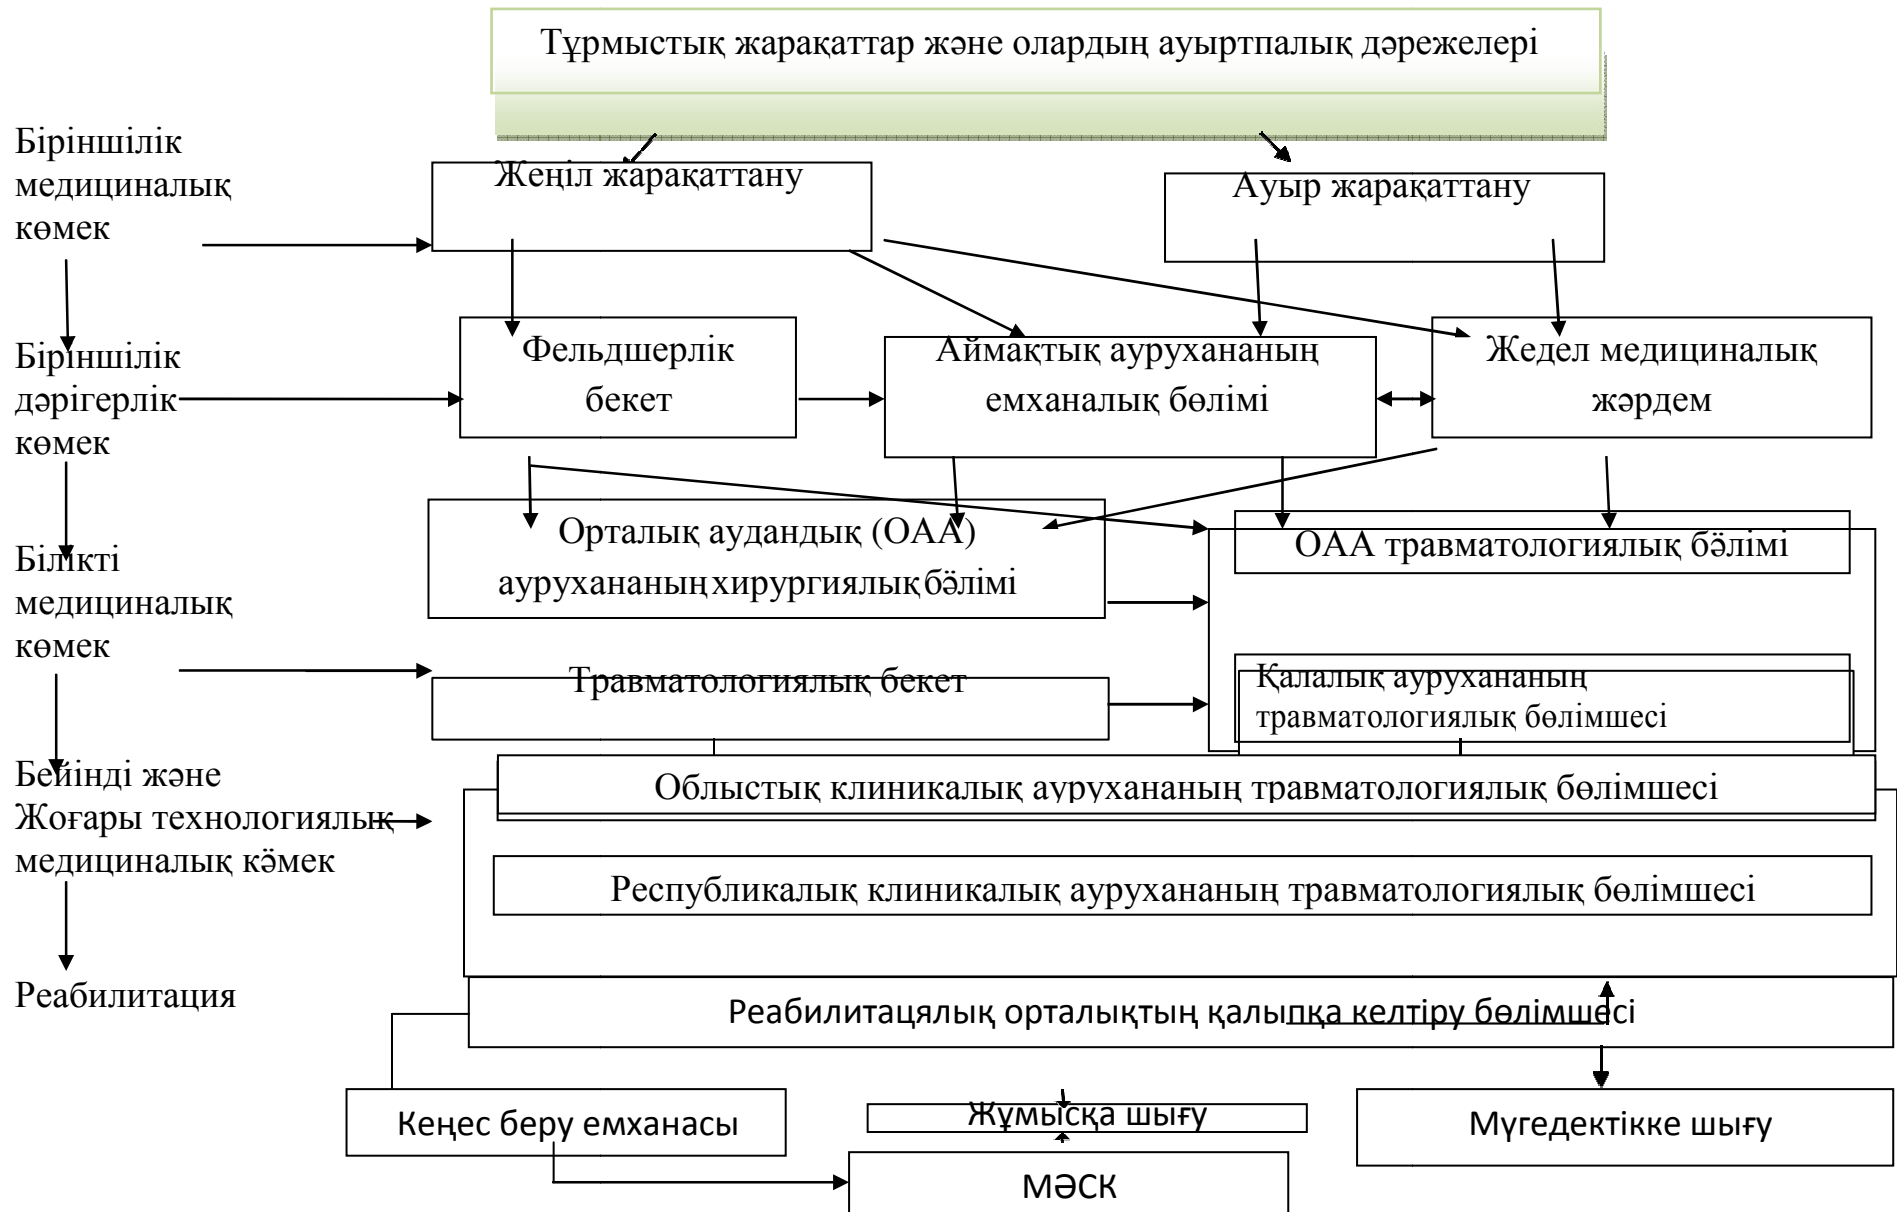 Тұрмыстық жарақаттар және олардың ауыртпалық дәрежелері
Біріншілік
медициналық
көмек
Жеңіл жарақаттану
Ауыр жарақаттану
Біріншілік
дәрігерлік
көмек
Фельдшерлік
бекет
Аймақтық аурухананың
емханалық бөлімі
Жедел медициналық
жәрдем
Білікті
медициналық
көмек
Орталық аудандық (ОАА)
аурухананың хирургиялық бӛлімі
ОАА травматологиялық бӛлімі
Травматологиялық бекет
Қалалық аурухананың
травматологиялық бөлімшесі
Бейінді және
Жоғары технологиялық
медициналық кӛмек
Облыстық клиникалық аурухананың травматологиялық бөлімшесі
Республикалық клиникалық аурухананың травматологиялық бөлімшесі
Реабилитация
Реабилитацялық орталықтың қалыпқа келтіру бөлімшесі
Кеңес беру емханасы
Жұмысқа шығу
Мүгедектікке шығу
МӘСК